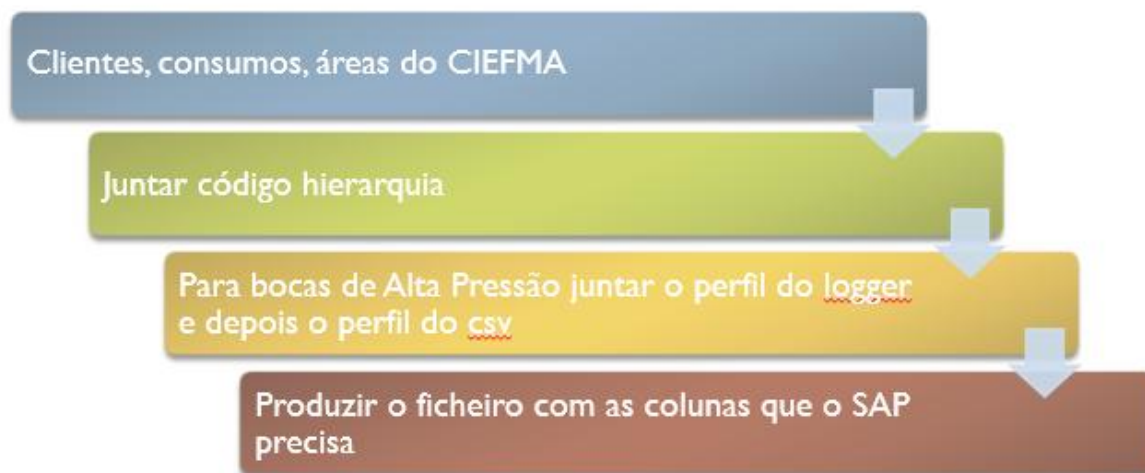 Clientes, consumos, áreas do CIEFMA
Juntar código hierarquia
Para bocas de Alta Pressão juntar o perfil do logger
e depois o perfil do csv
Produzir o ficheiro com as colunas que o SAP
precisa